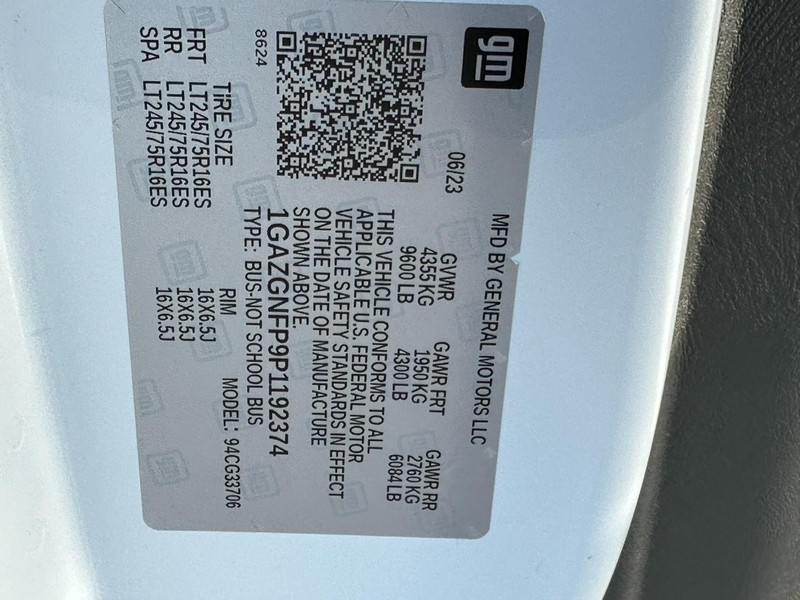 gm
MFD BY GENERAL MOTORS LLC
06/23
GVWR GAWR FRT GAWR RR
4355 KG 1950 KG 2760 KG
9600 LB 4300 LB 6084 LB
THIS VEHICLE CONFORMS TO ALL
APPLICABLE U.S. FEDERAL MOTOR
VEHICLE SAFETY STANDARDS IN EFFECT
ON THE DATE OF MANUFACTURE
SHOWN ABOVE.
1GAZGNFP9P1192374
TYPE: BUS-NOT SCHOOL BUS
MODEL: 94CG33706
8624
TIRE SIZE RIM
FRT LT245/75R16ES 16X6.5J
RR LT245/75R16ES 16X6.5J
SPA LT245/75R16ES 16X6.5J